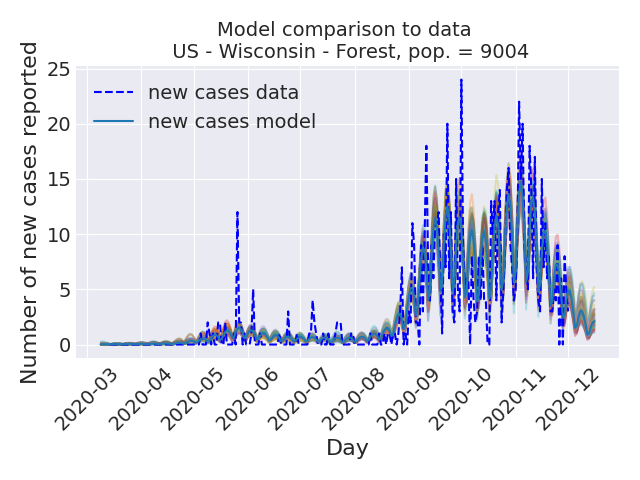 Model comparison to data
US - Wisconsin - Forest, pop. = 9004
Number of new cases reported
25
20
15
10
5
0
new cases data
new cases model
2020-03
2020-04
2020-05
2020-06
2020-07
2020-08
2020-09
2020-10
2020-11
2020-12
Day